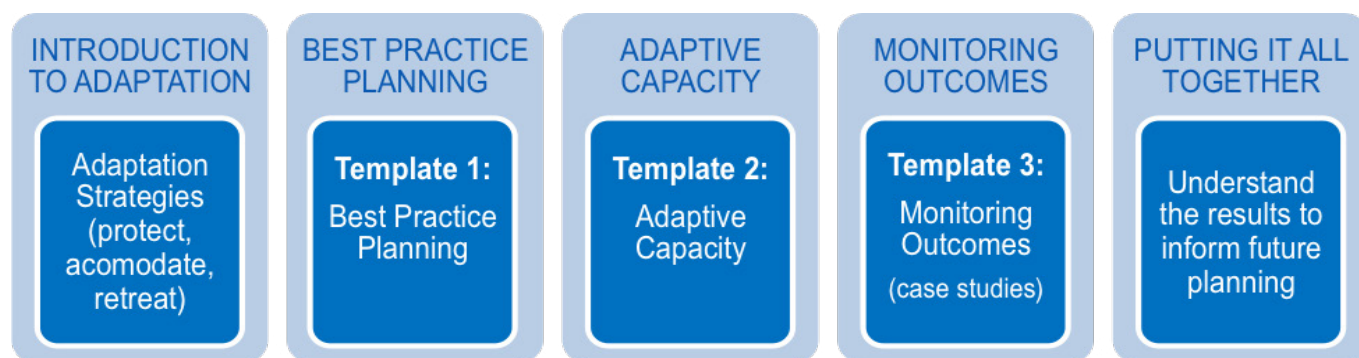 INTRODUCTION
TO ADAPTATION
Adaptation
Strategies
(protect,
acomodate,
retreat)
BEST PRACTICE
PLANNING
Template 1:
Best Practice
Planning
ADAPTIVE
CAPACITY
Template 2:
Adaptive
Capacity
MONITORING
OUTCOMES
Template 3:
Monitoring
Outcomes
(case studies)
PUTTING IT ALL
TOGETHER
Understand
the results to
inform future
planning